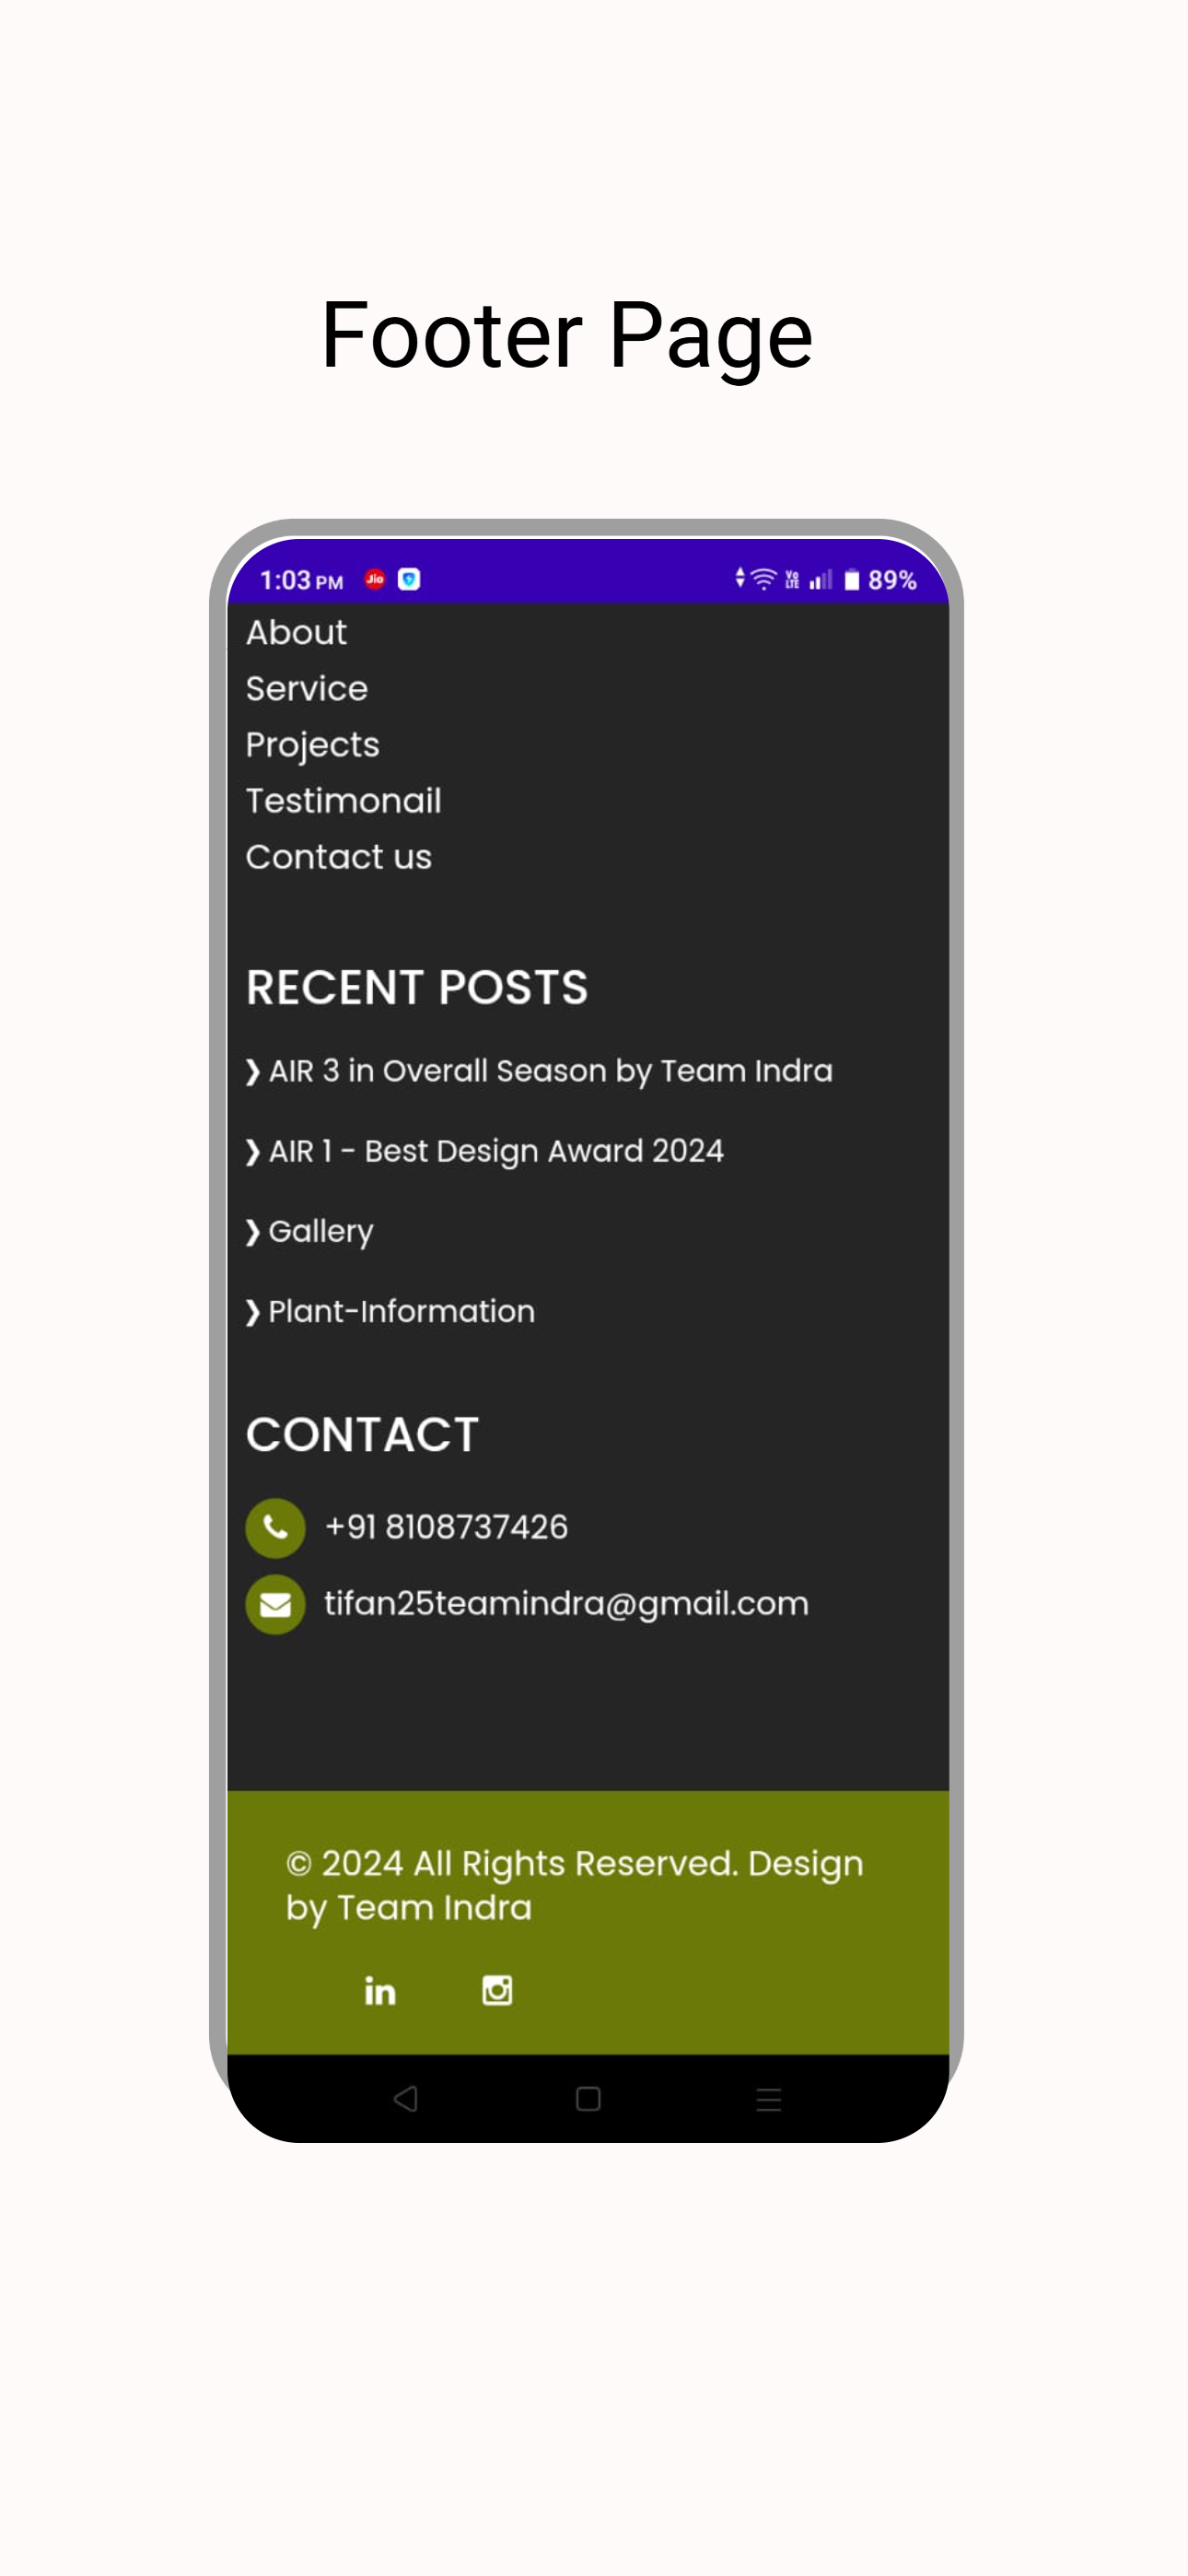 Footer Page
1:03 PM Jio Vo LTE 89%
About
Service
Projects
Testimonail
Contact us
RECENT POSTS
❯ AIR 3 in Overall Season by Team Indra
❯ AIR 1 - Best Design Award 2024
❯ Gallery
❯ Plant-Information
CONTACT
+91 8108737426
tifan25teamindra@gmail.com
© 2024 All Rights Reserved. Design
by Team Indra
in